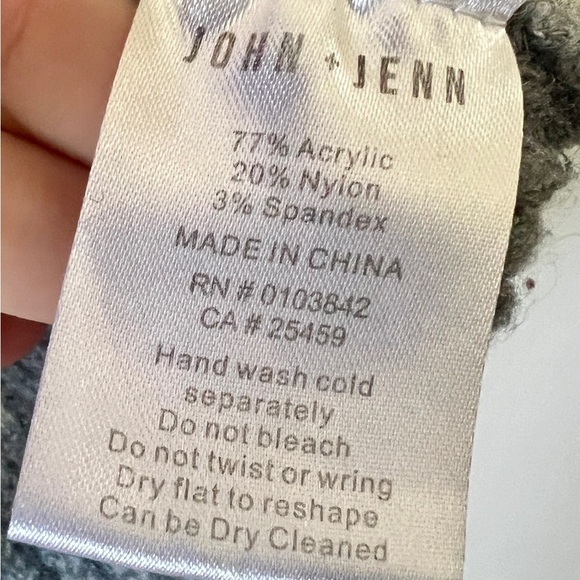 JOHN + JENN
77% Acrylic
20% Nylon
3% Spandex
MADE IN CHINA
RN # 0103842
CA # 25459
Hand wash cold
separately
Do not bleach
Do not twist or wring
Dry flat to reshape
Can be Dry Cleaned